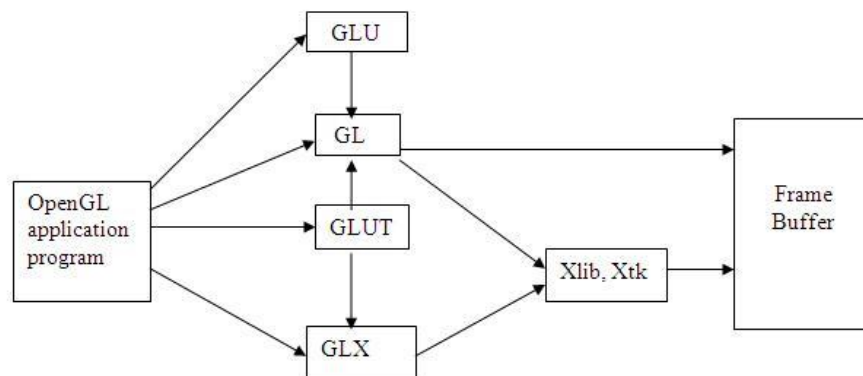 GLU
GL
OpenGL
application
program
GLUT
GLX
Xlib, Xtk
Frame
Buffer